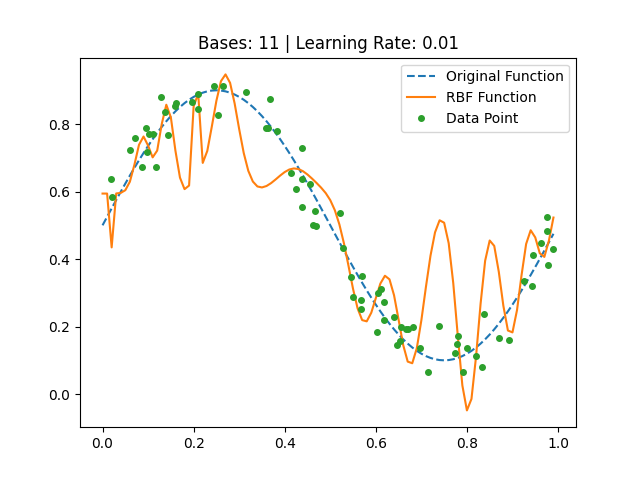 Bases: 11 | Learning Rate: 0.01
Original Function
RBF Function
Data Point
0.8
0.6
0.4
0.2
0.0
0.0 0.2 0.4 0.6 0.8 1.0